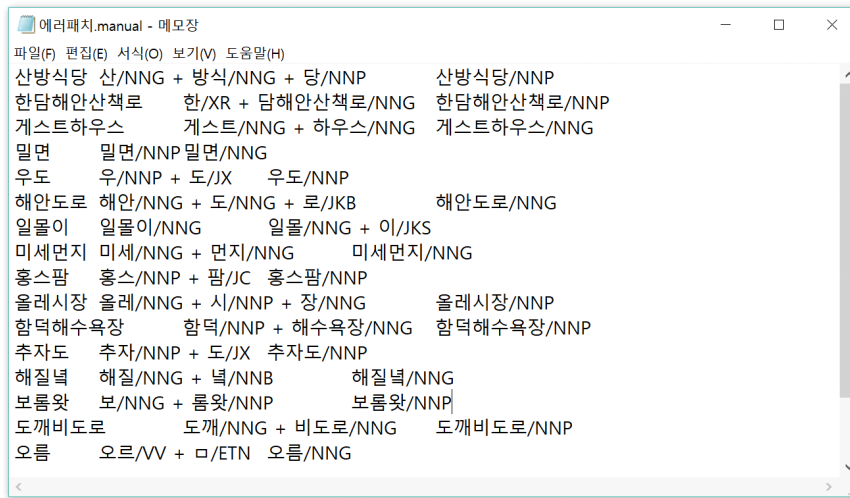 에러패치.manual - 메모장
파일(F) 편집(E) 서식(O) 보기(V) 도움말(H)
산방식당 산/NNG + 방식/NNG + 당/NNP 산방식당/NNP
한담해안산책로 한/XR + 담해안산책로/NNG 한담해안산책로/NNP
게스트하우스 게스트/NNG + 하우스/NNG 게스트하우스/NNG
밀면 밀면/NNP 밀면/NNG
우도 우/NNP + 도/JX 우도/NNP
해안도로 해안/NNG + 도/NNG + 로/JKB 해안도로/NNG
일몰이 일몰이/NNG 일몰/NNG + 이/JKS
미세먼지 미세/NNG + 먼지/NNG 미세먼지/NNG
홍스팜 홍스/NNP + 팜/JC 홍스팜/NNP
올레시장 올레/NNG + 시/NNP + 장/NNG 올레시장/NNP
함덕해수욕장 함덕/NNP + 해수욕장/NNG 함덕해수욕장/NNP
추자도 추자/NNP + 도/JX 추자도/NNP
해질녘 해질/NNG + 녘/NNB 해질녘/NNG
보롬왓 보/NNG + 롬왓/NNP 보롬왓/NNP
도깨비도로 도깨/NNG + 비도로/NNG 도깨비도로/NNP
오름 오르/VV + ㅁ/ETN 오름/NNG